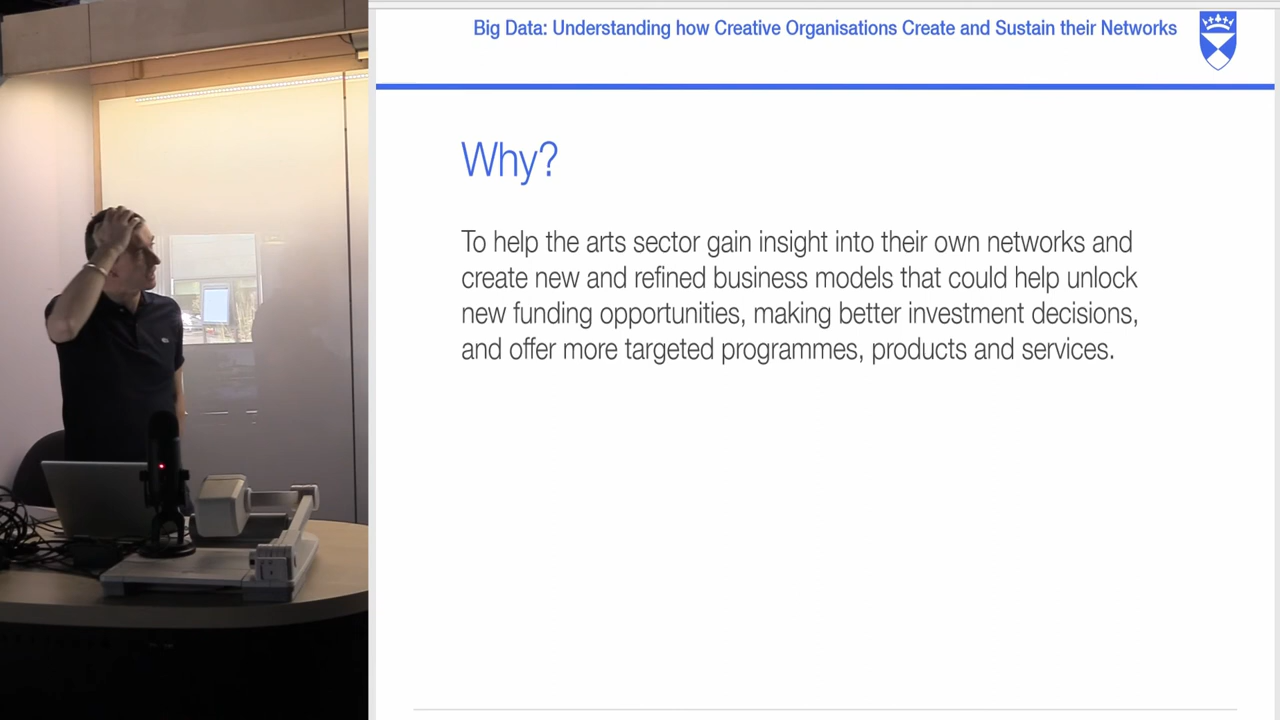 Big Data: Understanding how Creative Organisations Create and Sustain their Networks
Why?
To help the arts sector gain insight into their own networks and
create new and refined business models that could help unlock
new funding opportunities, making better investment decisions,
and offer more targeted programmes, products and services.